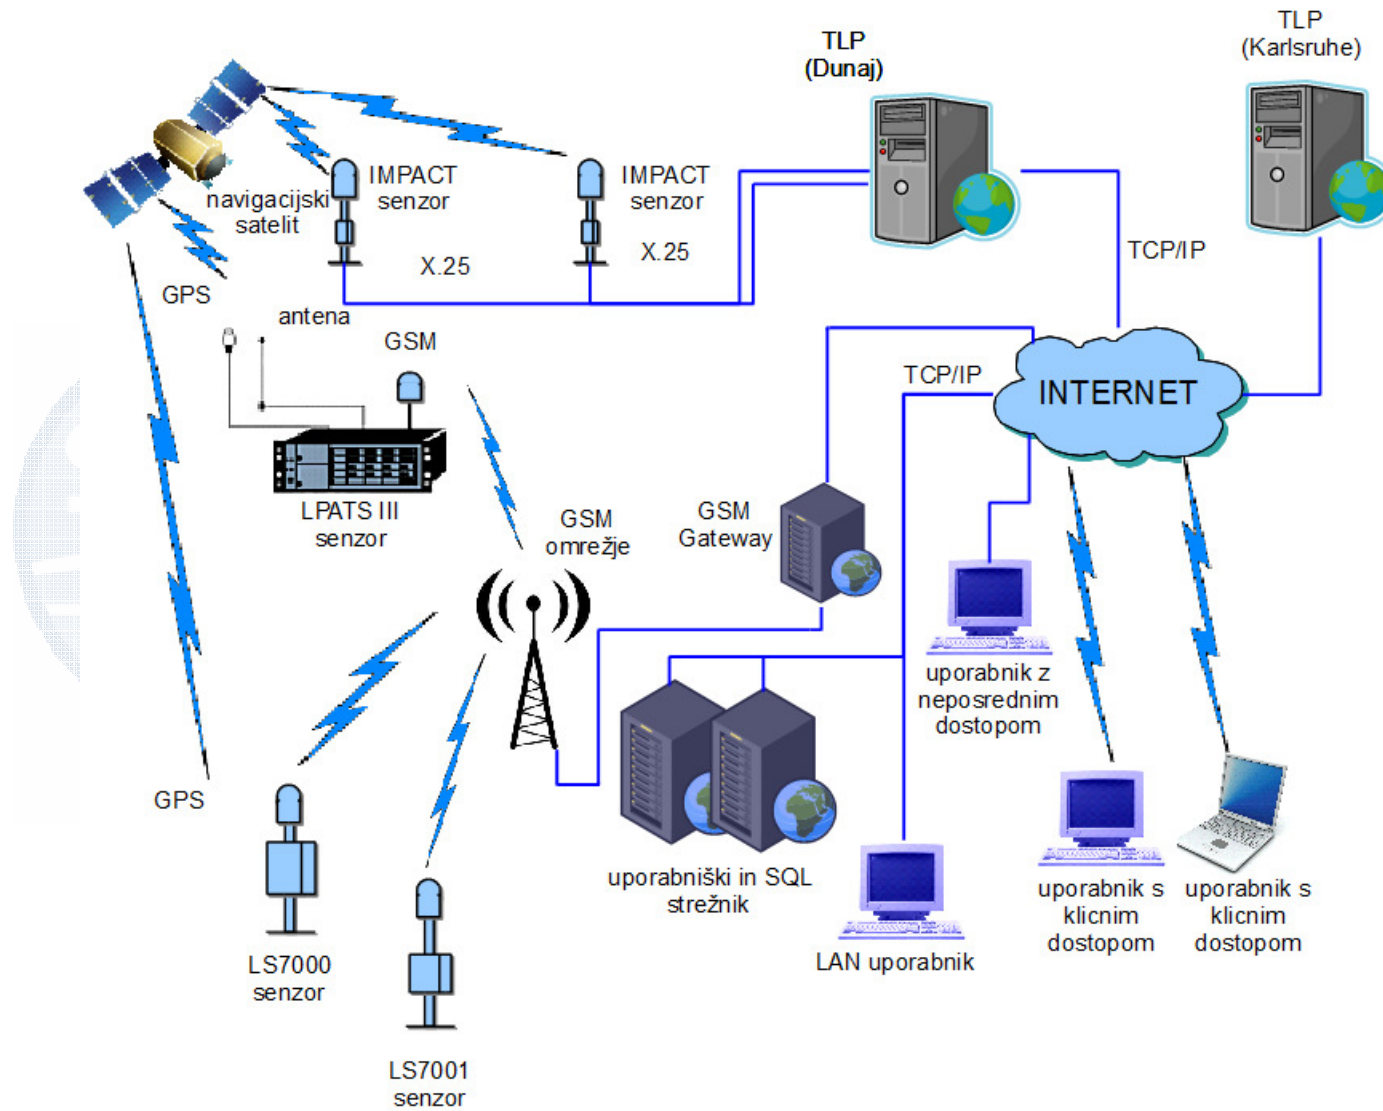 TLP
(Karlsruhe)
TLP
(Dunaj)
IMPACT
senzor
IMPACT
senzor
navigacijski
satelit
X.25
X.25
TCP/IP
GPS
antena
GSM
TCP/IP
INTERNET
LPATS III
senzor
GSM
omrežje
GSM
Gateway
uporabnik z
neposrednim
dostopom
GPS
uporabniški in SQL
strežnik
uporabnik s
klicnim
dostopom
uporabnik s
klicnim
dostopom
LAN uporabnik
LS7000
senzor
LS7001
senzor